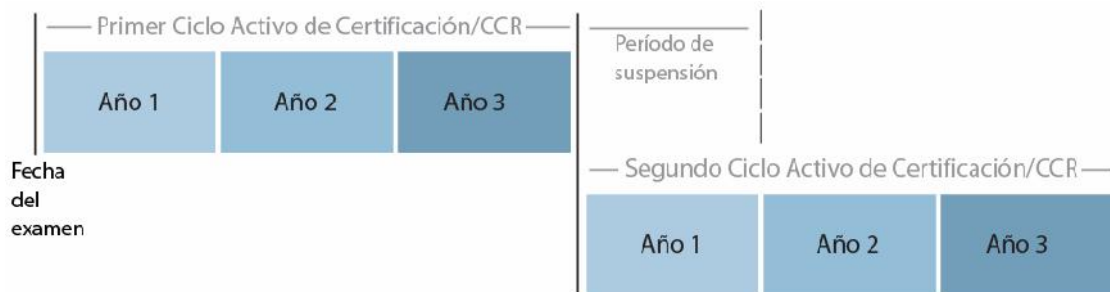 Primer Ciclo Activo de Certificación/CCR
Período de
suspensión
Año 1
Año 2
Año 3
Fecha
del
examen
Segundo Ciclo Activo de Certificación/CCR
Año 1
Año 2
Año 3